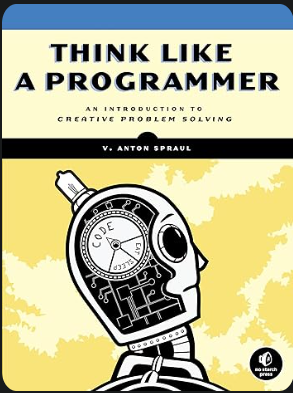 THINK LIKE
A PROGRAMMER
AN INTRODUCTION TO
CREATIVE PROBLEM SOLVING
V. ANTON SPRAUL
CODE
EAT
SLEEP
no starch
press